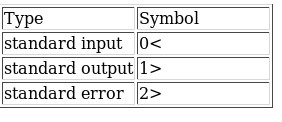 Type Symbol
standard input 0<
standard output 1>
standard error 2>